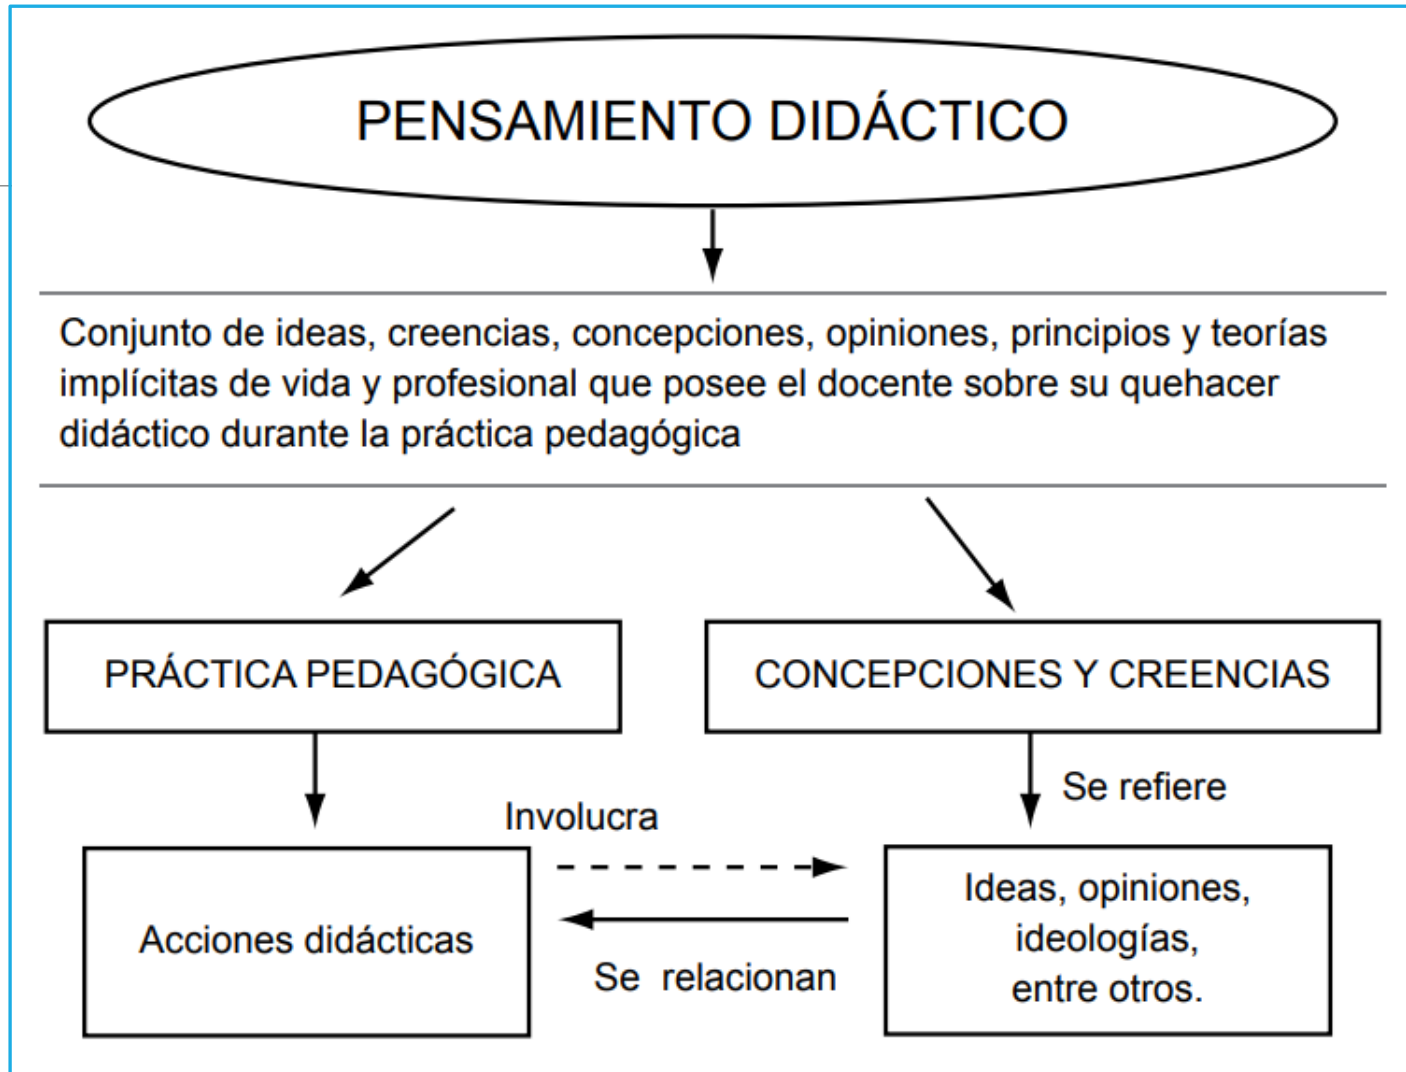 PENSAMIENTO DIDÁCTICO
Conjunto de ideas, creencias, concepciones, opiniones, principios y teorías
implícitas de vida y profesional que posee el docente sobre su quehacer
didáctico durante la práctica pedagógica
PRÁCTICA PEDAGÓGICA
CONCEPCIONES Y CREENCIAS
Se refiere
Involucra
Acciones didácticas
Ideas, opiniones,
ideologías,
entre otros.
Se relacionan